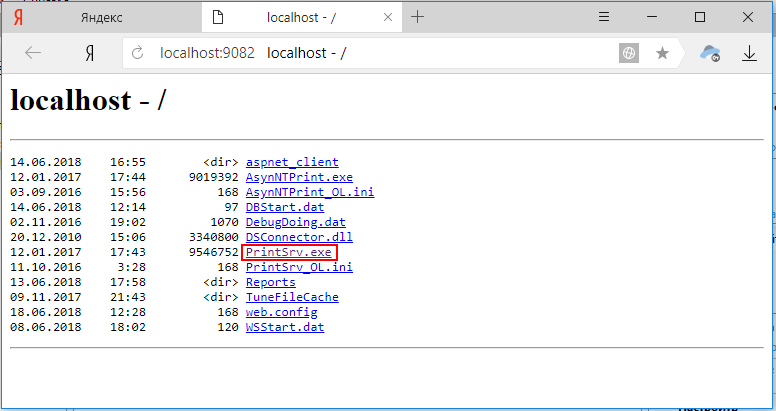 Я Яндекс localhost - /
Я localhost:9082 localhost - /
localhost - /
14.06.2018 16:55 <dir> aspnet_client
12.01.2017 17:44 9019392 AsynNTPrint.exe
03.09.2016 15:56 168 AsynNTPrint_OL.ini
14.06.2018 12:14 97 DBStart.dat
02.11.2016 19:02 1070 DebugDoing.dat
20.12.2010 15:06 3340800 DSConnector.dll
12.01.2017 17:43 9546752 PrintSrv.exe
11.10.2016 3:28 168 PrintSrv_OL.ini
13.06.2018 17:58 <dir> Reports
09.11.2017 21:43 <dir> TuneFileCache
18.06.2018 12:28 168 web.config
08.06.2018 18:02 120 WSStart.dat